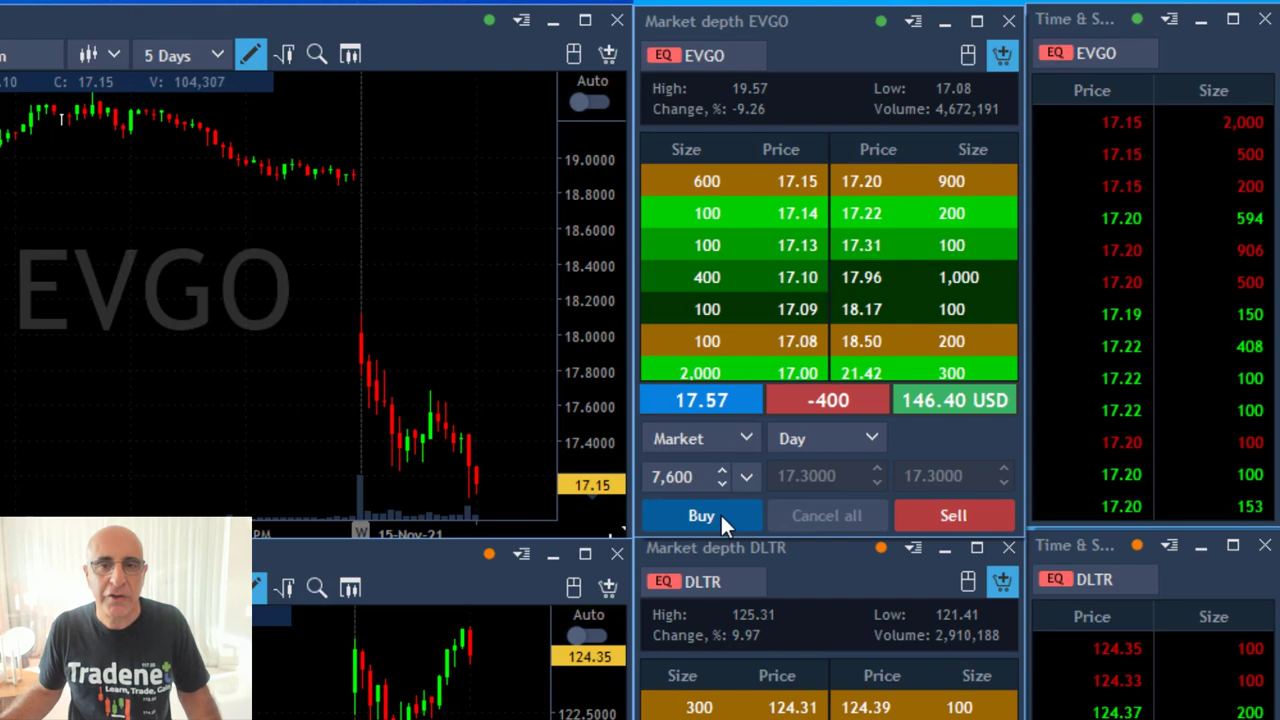 Market depth EVGO
Time & S...
m
5 Days
EQ EVGO
EQ EVGO
.10 C: 17.15 V: 104,307
Auto
High: 19.57 Low: 17.08
Change, %: -9.26 Volume: 4,672,191
Price Size
Size Price Price Size
17.15 2,000
17.15 500
17.15 200
17.20 594
17.20 906
17.20 500
17.19 150
17.22 408
17.22 100
17.22 100
17.20 100
17.20 100
17.20 153
600 17.15 17.20 900
100 17.14 17.22 200
100 17.13 17.31 100
400 17.10 17.96 1,000
100 17.09 18.17 100
100 17.08 18.50 200
2,000 17.00 21.42 300
19.0000
18.8000
18.6000
18.4000
18.2000
18.0000
17.8000
17.6000
17.4000
17.15
EVGO
17.57 -400 146.40 USD
Market Day
7,600 17.3000 17.3000
Buy Cancel all Sell
PM W 15-Nov-21
Market depth DLTR
Time & S...
EQ DLTR
EQ DLTR
Auto
High: 125.31 Low: 121.41
Change, %: 9.97 Volume: 2,910,188
Price Size
124.35
124.35 100
124.33 100
124.37 200
Size Price Price Size
300 124.31 124.39 100
122.5000
Tradenet
Learn, Trade, Ga